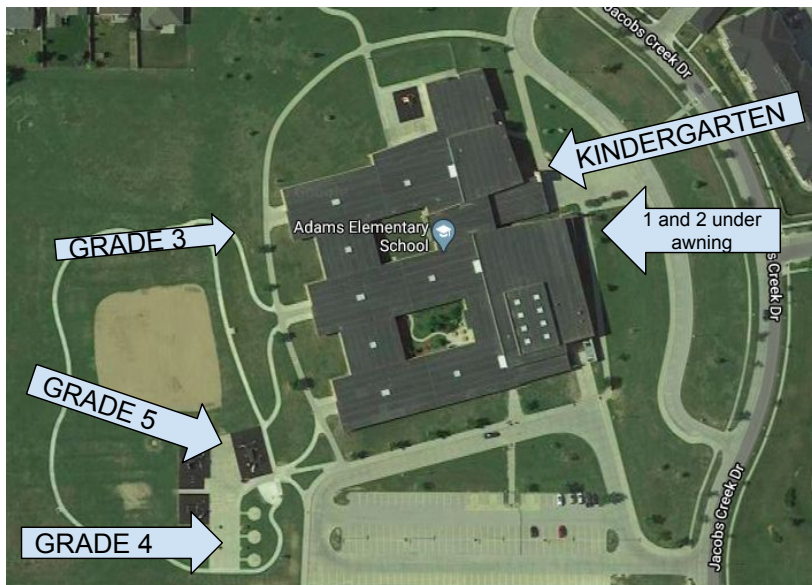 Jacobs Creek Dr
KINDERGARTEN
1 and 2 under
awning
GRADE 3
Adams Elementary
School
s Creek Dr
GRADE 5
GRADE 4
Jacobs Creek Dr